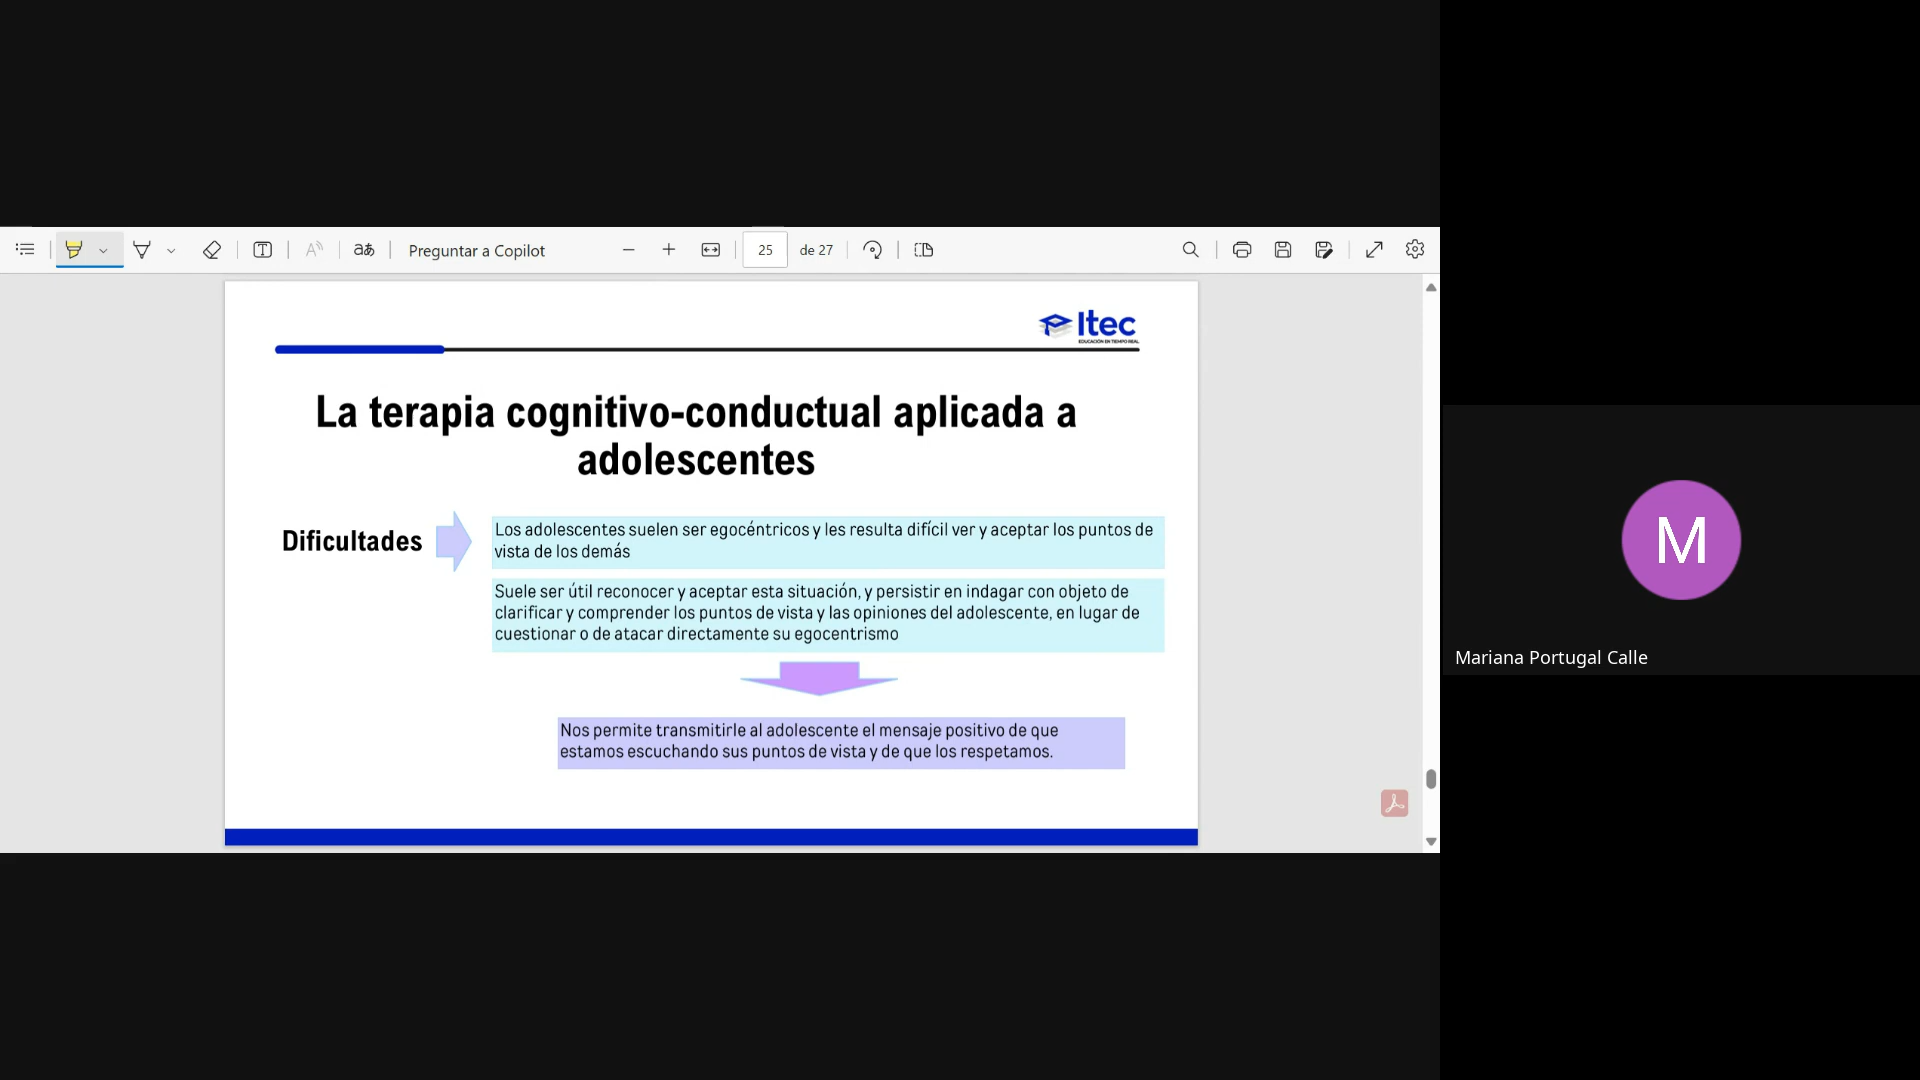 Preguntar a Copilot
25 de 27
Itec
EDUCACIÓN EN TIEMPO REAL
La terapia cognitivo-conductual aplicada a
adolescentes
Dificultades
Los adolescentes suelen ser egocéntricos y les resulta difícil ver y aceptar los puntos de
vista de los demás
Suele ser útil reconocer y aceptar esta situación, y persistir en indagar con objeto de
clarificar y comprender los puntos de vista y las opiniones del adolescente, en lugar de
cuestionar o de atacar directamente su egocentrismo
Nos permite transmitirle al adolescente el mensaje positivo de que
estamos escuchando sus puntos de vista y de que los respetamos.
M
Mariana Portugal Calle